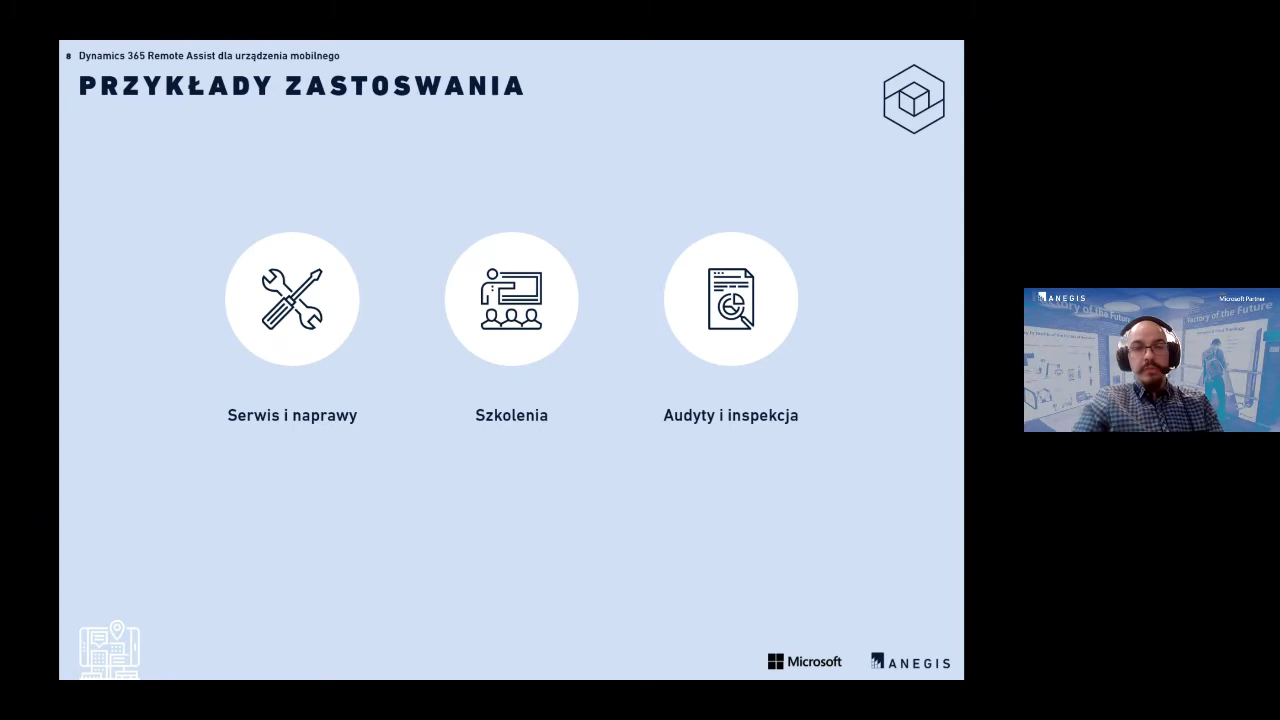 8 Dynamics 365 Remote Assist dla urządzenia mobilnego
PRZYKŁADY ZASTOSWANIA
Serwis i naprawy
Szkolenia
Audyty i inspekcja
Microsoft
ANEGIS
ANEGIS
Microsoft Partner
Factory of the Future